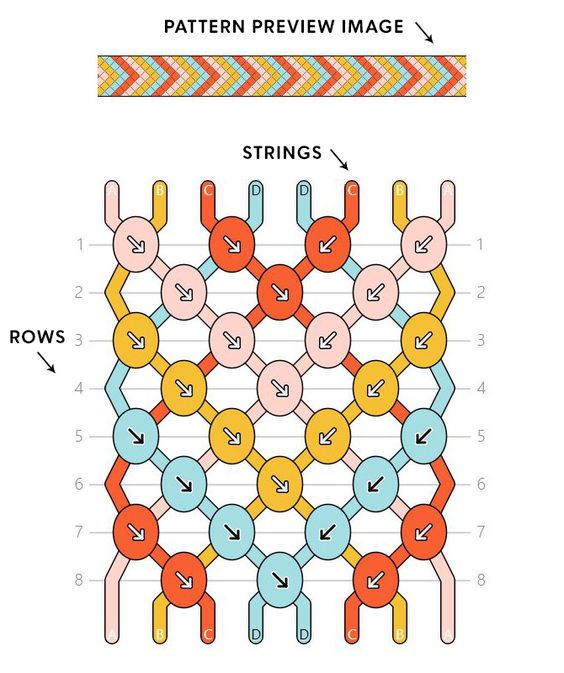 PATTERN PREVIEW IMAGE
STRINGS
A B C D D C B A
1 1
2 2
ROWS
3 3
4 4
5 5
6 6
7 7
8 8
A B C D D C B A